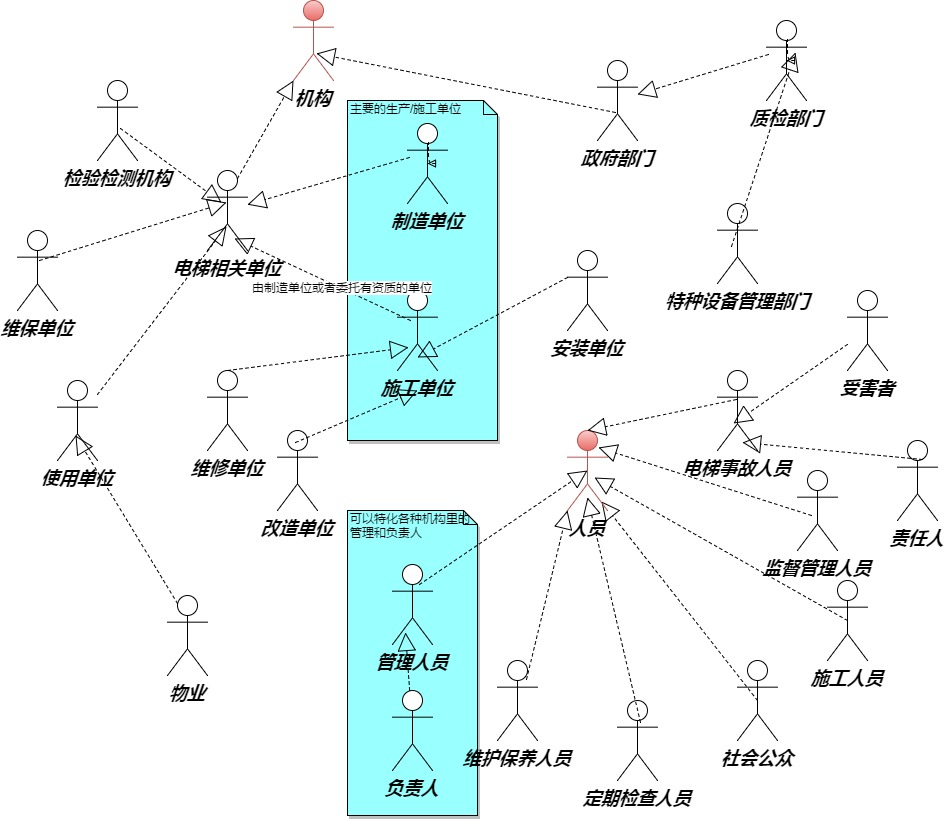 机构
主要的生产/施工单位
质检部门
政府部门
检验检测机构
制造单位
电梯相关单位
由制造单位或者委托有资质的单位
特种设备管理部门
维保单位
安装单位
施工单位
受害者
维修单位
电梯事故人员
使用单位
改造单位
可以特化各种机构里的
管理和负责人
人员
责任人
监督管理人员
管理人员
施工人员
物业
维护保养人员
社会公众
负责人
定期检查人员